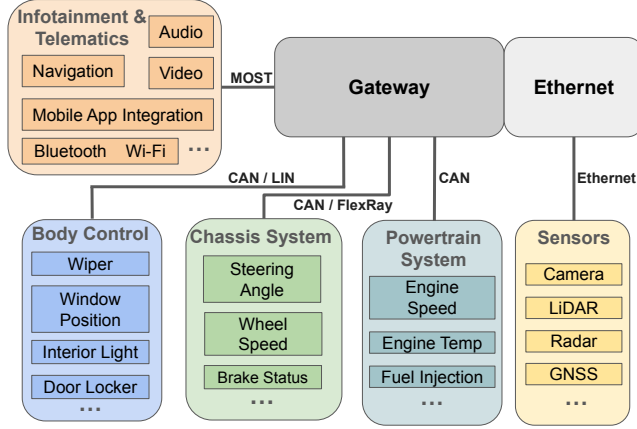 Infotainment &
Telematics
Audio
Navigation
Video
Mobile App Integration
Bluetooth Wi-Fi
...
MOST
Gateway
Ethernet
CAN / LIN
CAN / FlexRay
CAN
Ethernet
Body Control
Wiper
Window
Position
Interior Light
Door Locker
...
Chassis System
Steering
Angle
Wheel
Speed
Brake Status
...
Powertrain
System
Engine
Speed
Engine Temp
Fuel Injection
...
Sensors
Camera
LiDAR
Radar
GNSS
...